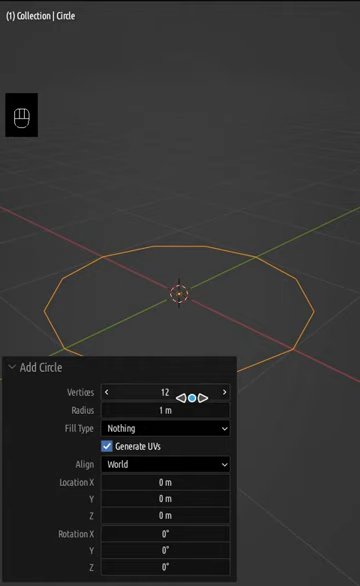 (1) Collection | Circle
Add Circle
Vertices 12
Radius 1 m
Fill Type Nothing
Generate UVs
Align World
Location X 0 m
Y 0 m
Z 0 m
Rotation X 0°
Y 0°
Z 0°